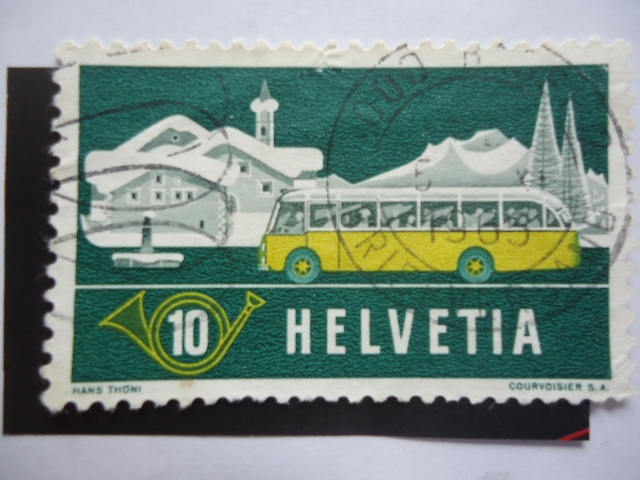 1963
10 HELVETIA
HANS THÖNI COURVOISIER S.A.